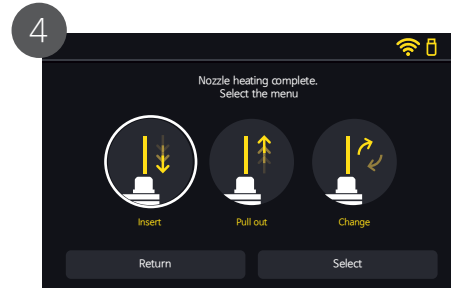 4
Nozzle heating complete.
Select the menu
Insert
Pull out
Change
Return
Select